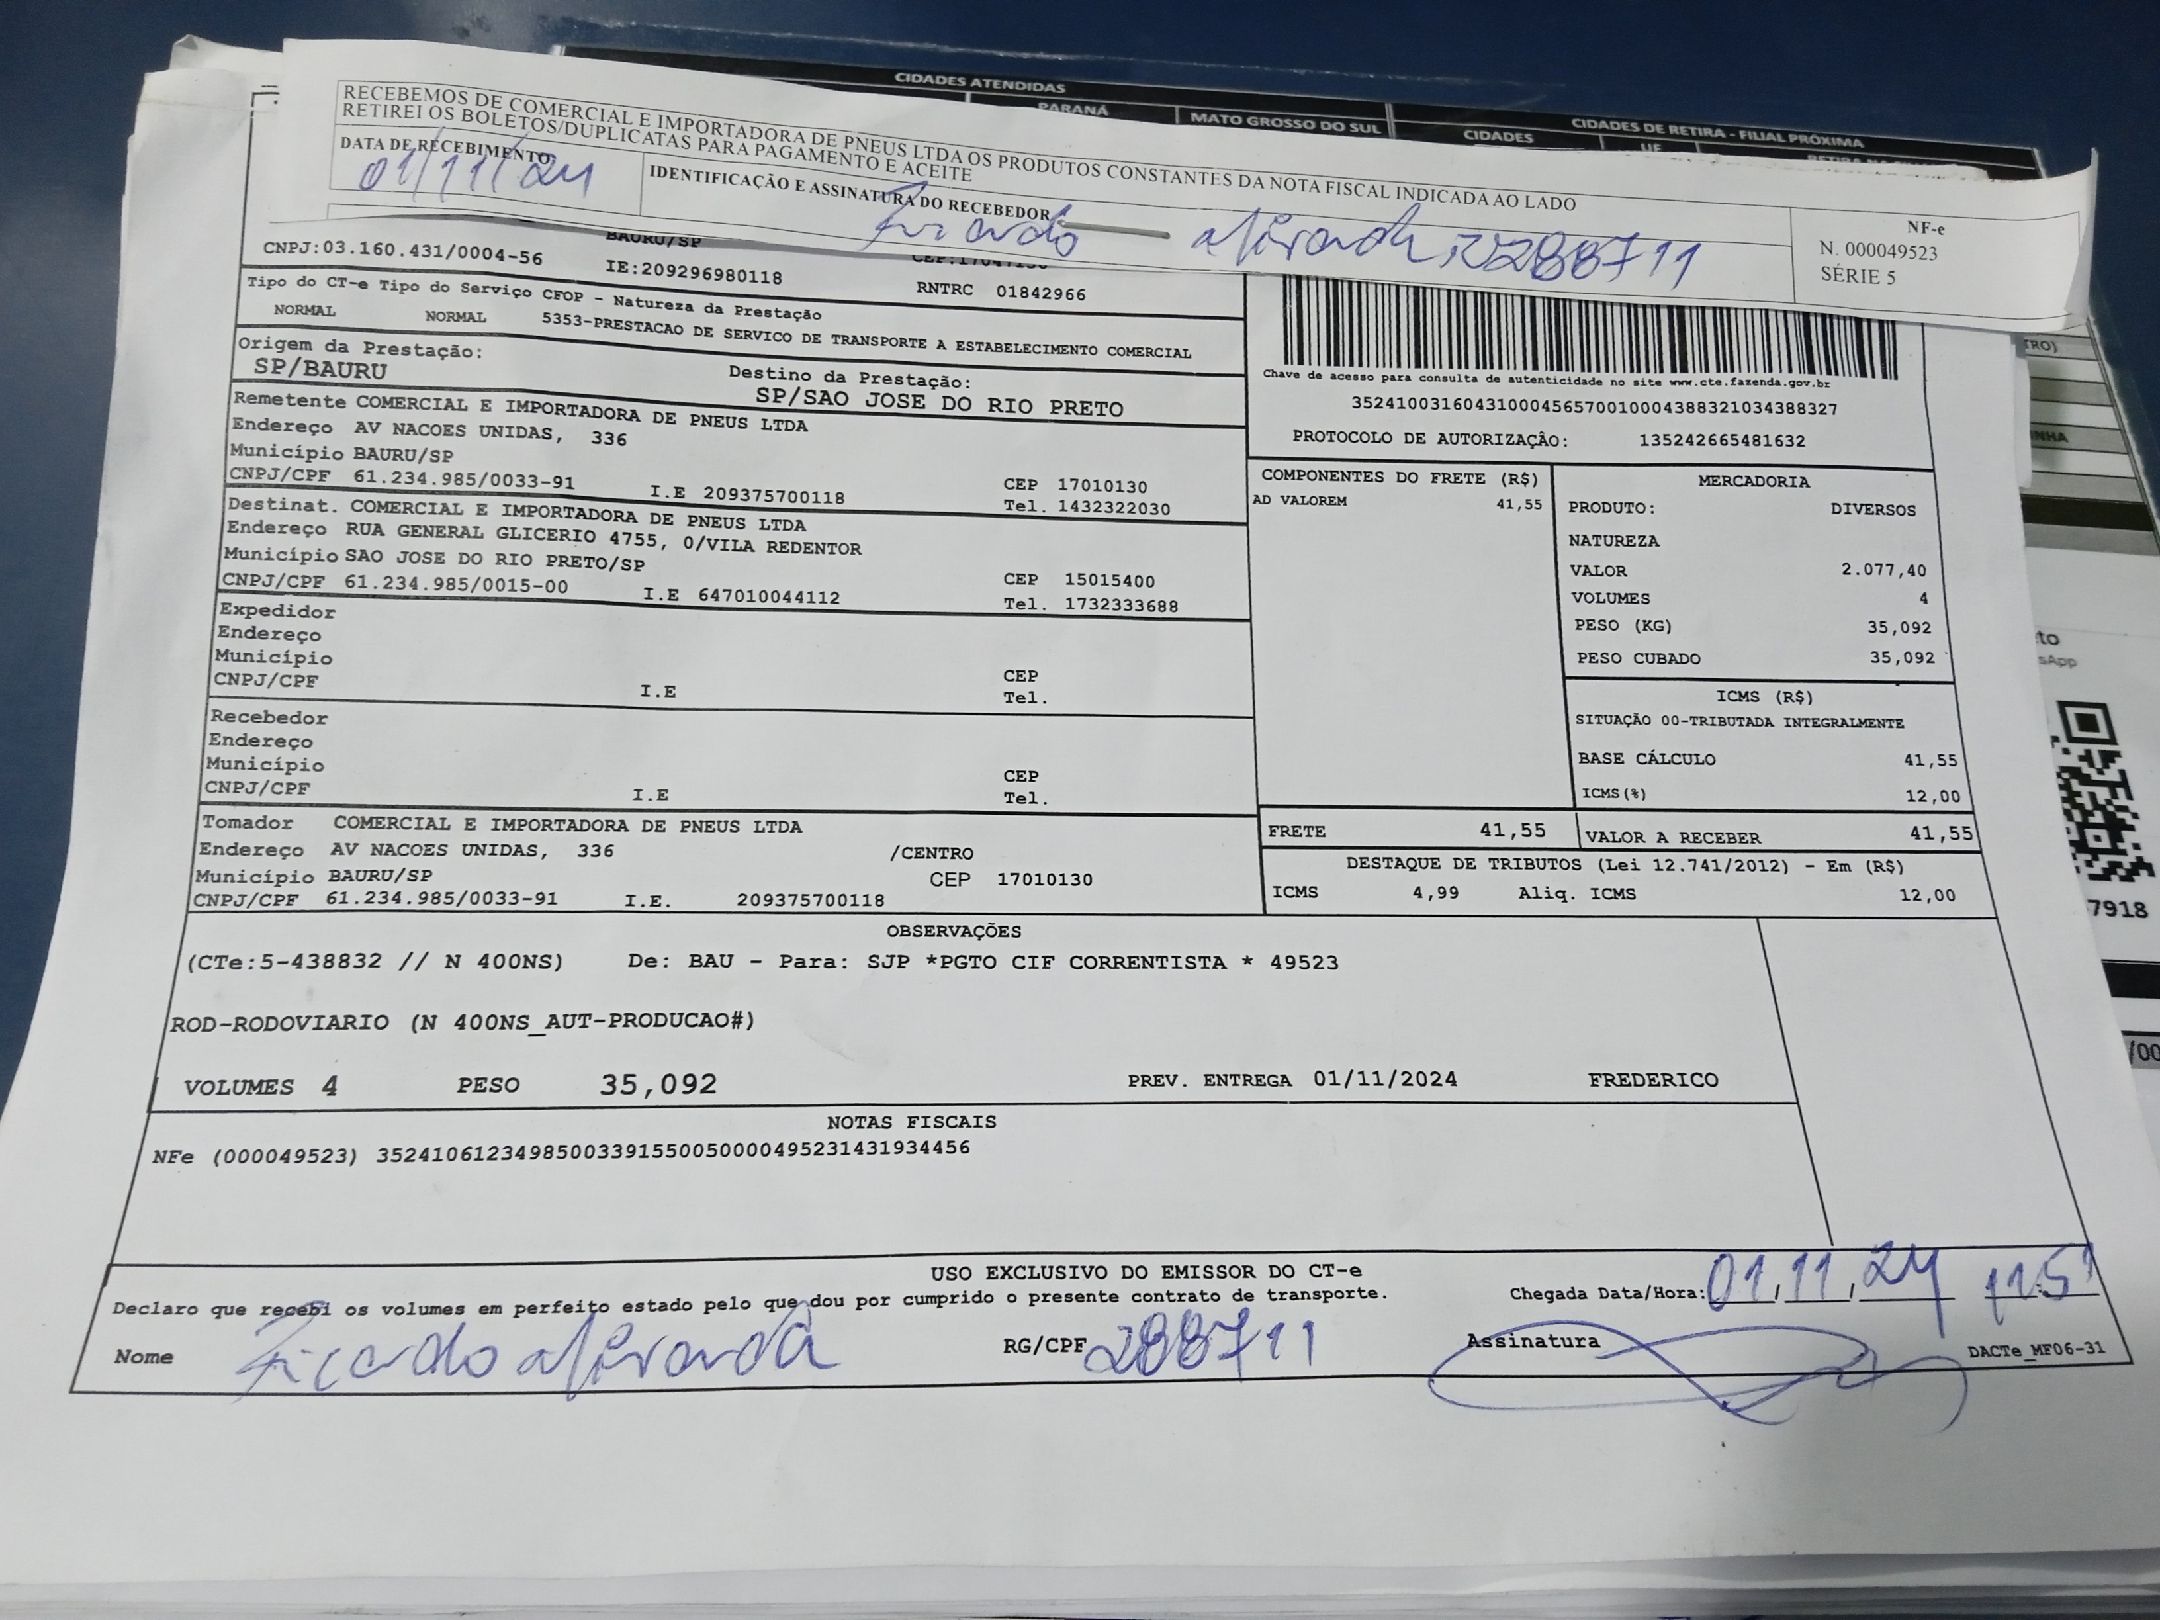 CIDADES ATENDIDAS
PARANÁ
MATO GROSSO DO SUL
CIDADES
UF
CIDADES DE RETIRA - FILIAL PRÓXIMA
RECEBEMOS DE COMERCIAL E IMPORTADORA DE PNEUS LTDA OS PRODUTOS CONSTANTES DA NOTA FISCAL INDICADA AO LADO
RETIREI OS BOLETOS/DUPLICATAS PARA PAGAMENTO E ACEITE
DATA DE RECEBIMENTO
01/11/24
IDENTIFICAÇÃO E ASSINATURA DO RECEBEDOR
NF-e
N. 000049523
SÉRIE 5
BAURU/SP
CNPJ:03.160.431/0004-56
IE:209296980118
RNTRC 01842966
Tipo do CT-e Tipo do Serviço CFOP - Natureza da Prestação
NORMAL NORMAL 5353-PRESTACAO DE SERVICO DE TRANSPORTE A ESTABELECIMENTO COMERCIAL
Origem da Prestação:
SP/BAURU
Destino da Prestação:
SP/SAO JOSE DO RIO PRETO
Chave de acesso para consulta de autenticidade no site www.cte.fazenda.gov.br
35241003160431000456570010004388321034388327
PROTOCOLO DE AUTORIZAÇÃO: 135242665481632
Remetente COMERCIAL E IMPORTADORA DE PNEUS LTDA
Endereço AV NACOES UNIDAS, 336
Município BAURU/SP
CEP 17010130
CNPJ/CPF 61.234.985/0033-91 I.E 209375700118 Tel. 1432322030
Destinat. COMERCIAL E IMPORTADORA DE PNEUS LTDA
Endereço RUA GENERAL GLICERIO 4755, 0/VILA REDENTOR
Município SAO JOSE DO RIO PRETO/SP
CEP 15015400
CNPJ/CPF 61.234.985/0015-00 I.E 647010044112 Tel. 1732333688
Expedidor
Endereço
Município
CEP
CNPJ/CPF I.E Tel.
Recebedor
Endereço
Município
CEP
CNPJ/CPF I.E Tel.
Tomador COMERCIAL E IMPORTADORA DE PNEUS LTDA
Endereço AV NACOES UNIDAS, 336 /CENTRO
Município BAURU/SP CEP 17010130
CNPJ/CPF 61.234.985/0033-91 I.E. 209375700118
COMPONENTES DO FRETE (R$)
AD VALOREM 41,55
MERCADORIA
PRODUTO: DIVERSOS
NATUREZA
VALOR 2.077,40
VOLUMES 4
PESO (KG) 35,092
PESO CUBADO 35,092
ICMS (R$)
SITUAÇÃO 00-TRIBUTADA INTEGRALMENTE
BASE CÁLCULO 41,55
ICMS(%) 12,00
FRETE 41,55 VALOR A RECEBER 41,55
DESTAQUE DE TRIBUTOS (Lei 12.741/2012) - Em (R$)
ICMS 4,99 Aliq. ICMS 12,00
OBSERVAÇÕES
(CTe:5-438832 // N 400NS) De: BAU - Para: SJP *PGTO CIF CORRENTISTA * 49523
ROD-RODOVIARIO (N 400NS_AUT-PRODUCAO#)
VOLUMES 4 PESO 35,092 PREV. ENTREGA 01/11/2024 FREDERICO
NOTAS FISCAIS
NFe (000049523) 35241061234985003391550050000495231431934456
USO EXCLUSIVO DO EMISSOR DO CT-e
Declaro que recebi os volumes em perfeito estado pelo que dou por cumprido o presente contrato de transporte.
Chegada Data/Hora: 01,11,24
Nome Ricardo Miranda RG/CPF 288711 Assinatura
DACTe_MF06-31
7918